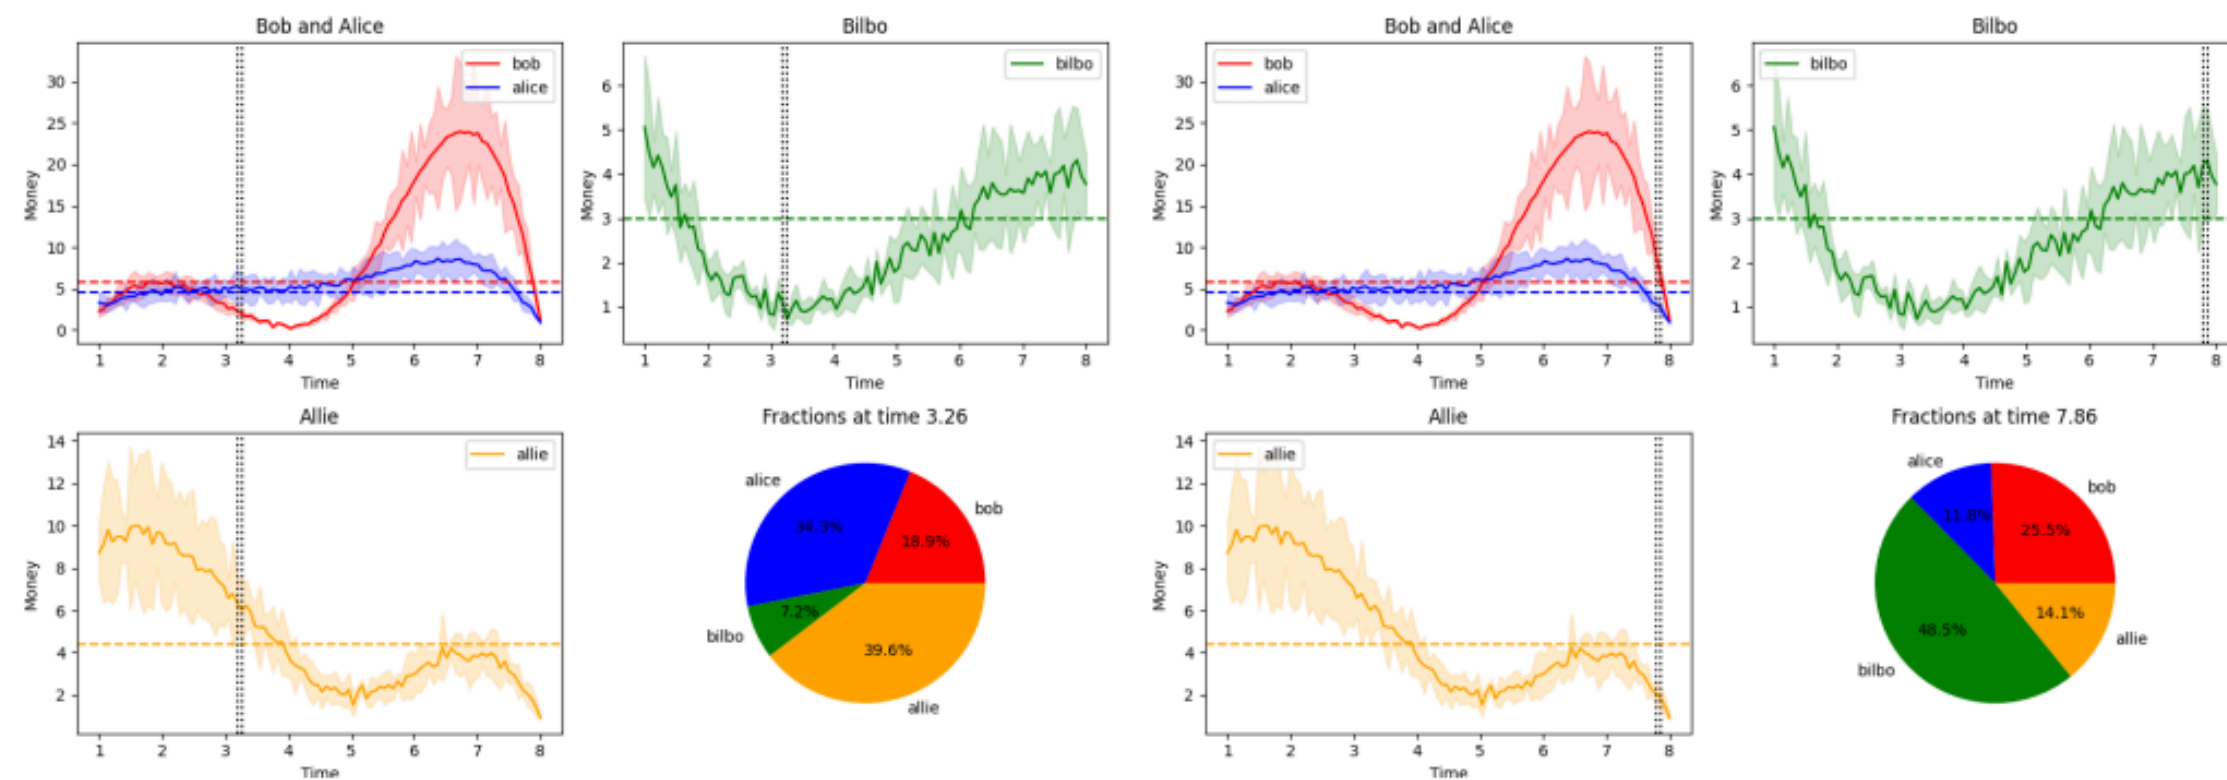 Bob and Alice
Money
30
25
20
15
10
5
0
bob
alice
1 2 3 4 5 6 7 8
Time
Bilbo
Money
6
5
4
3
2
1
bilbo
1 2 3 4 5 6 7 8
Time
Bob and Alice
Money
30
25
20
15
10
5
0
bob
alice
1 2 3 4 5 6 7 8
Time
Bilbo
Money
6
5
4
3
2
1
bilbo
1 2 3 4 5 6 7 8
Time
Allie
Money
14
12
10
8
6
4
2
allie
1 2 3 4 5 6 7 8
Time
Fractions at time 3.26
alice
34.3%
bob
18.9%
bilbo
7.2%
39.6%
allie
Allie
Money
14
12
10
8
6
4
2
allie
1 2 3 4 5 6 7 8
Time
Fractions at time 7.86
alice
11.8%
bob
25.5%
14.1%
allie
48.5%
bilbo